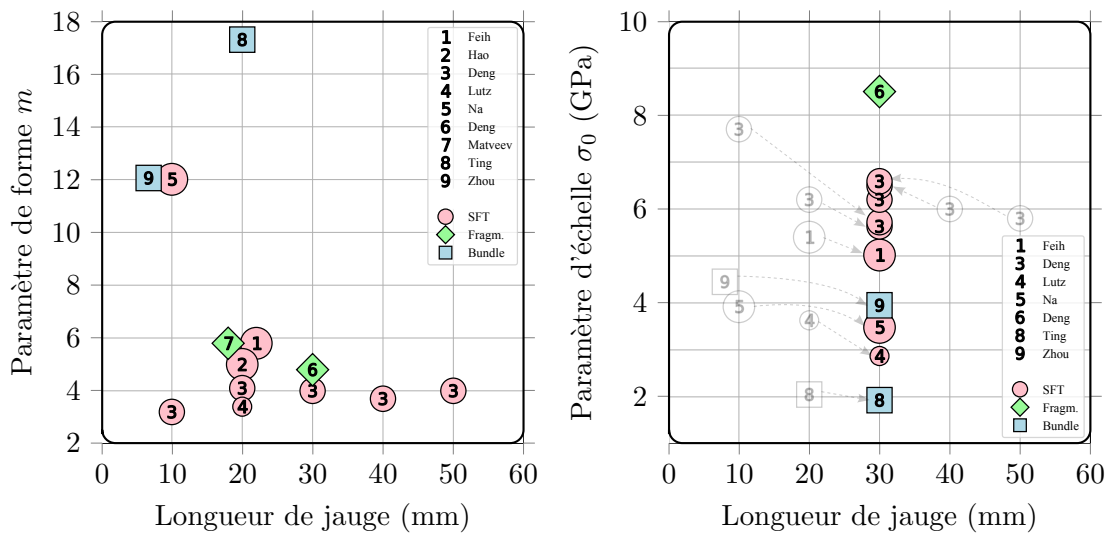 18
16
14
12
10
8
6
4
2
0
10
20
30
40
50
60
Paramètre de forme m
Longueur de jauge (mm)
8
9
5
7
1
2
6
3
3
3
3
3
4
1 Feih
2 Hao
3 Deng
4 Lutz
5 Na
6 Deng
7 Matveev
8 Ting
9 Zhou
SFT
Fragm.
Bundle
10
8
6
4
2
0
10
20
30
40
50
60
Paramètre d'échelle σ0 (GPa)
Longueur de jauge (mm)
6
3
3
3
3
3
3
3
1
1
9
9
5
5
4
4
8
8
1 Feih
3 Deng
4 Lutz
5 Na
6 Deng
8 Ting
9 Zhou
SFT
Fragm.
Bundle